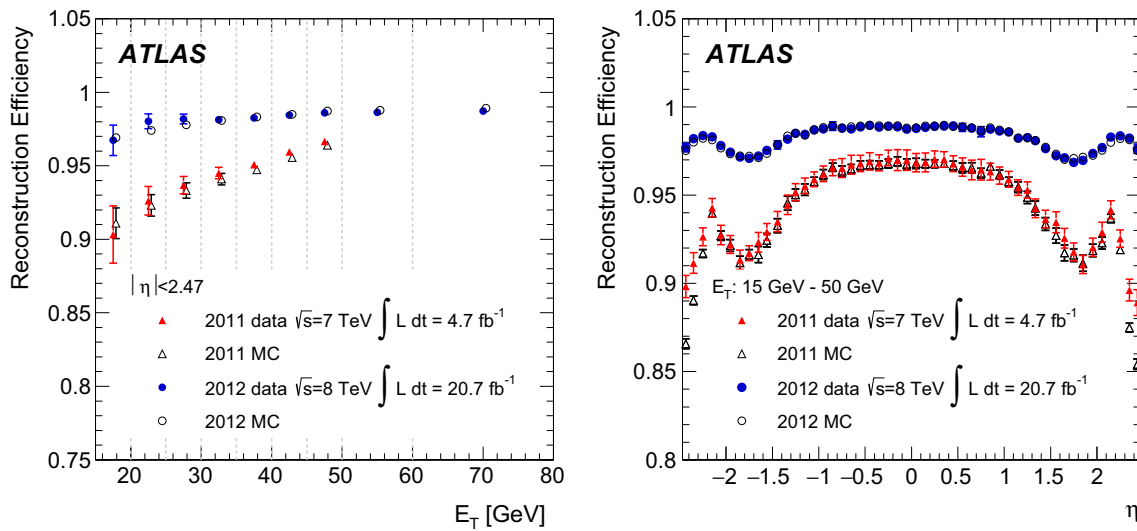 Reconstruction Efficiency
1.05
1
0.95
0.9
0.85
0.8
0.75
ATLAS
|η|<2.47
2011 data √s=7 TeV ∫ L dt = 4.7 fb⁻¹
2011 MC
2012 data √s=8 TeV ∫ L dt = 20.7 fb⁻¹
2012 MC
20 30 40 50 60 70 80
E_T [GeV]
Reconstruction Efficiency
1.05
1
0.95
0.9
0.85
0.8
ATLAS
E_T: 15 GeV - 50 GeV
2011 data √s=7 TeV ∫ L dt = 4.7 fb⁻¹
2011 MC
2012 data √s=8 TeV ∫ L dt = 20.7 fb⁻¹
2012 MC
−2 −1.5 −1 −0.5 0 0.5 1 1.5 2
η